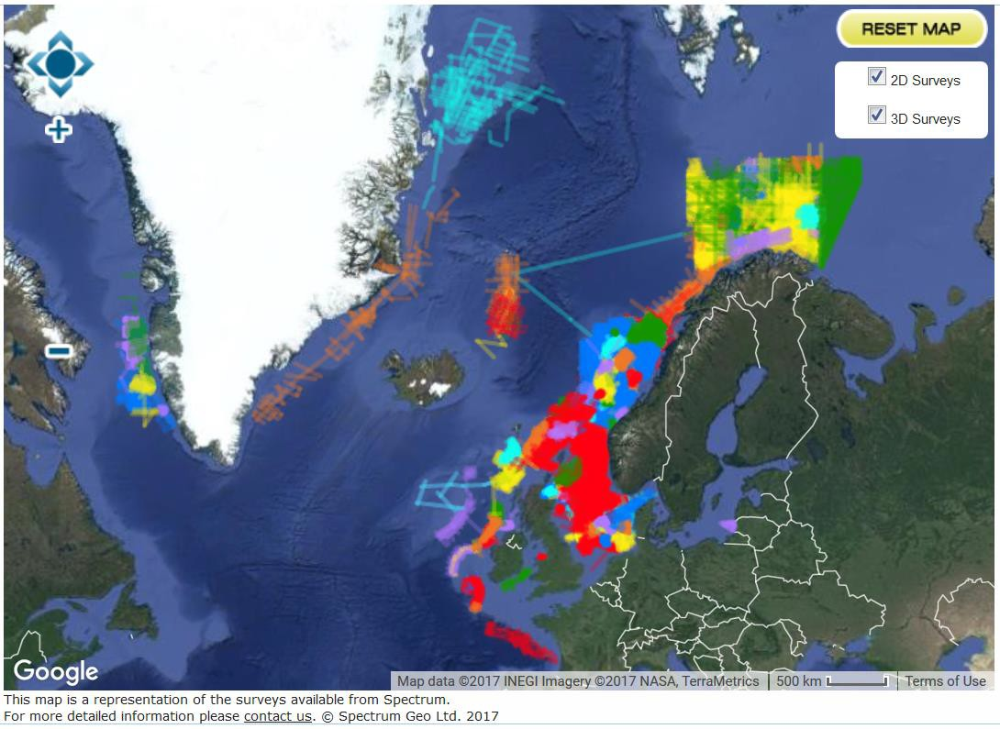 RESET MAP
2D Surveys
3D Surveys
Google
Map data ©2017 INEGI Imagery ©2017 NASA, TerraMetrics
500 km
Terms of Use
This map is a representation of the surveys available from Spectrum.
For more detailed information please contact us. © Spectrum Geo Ltd. 2017